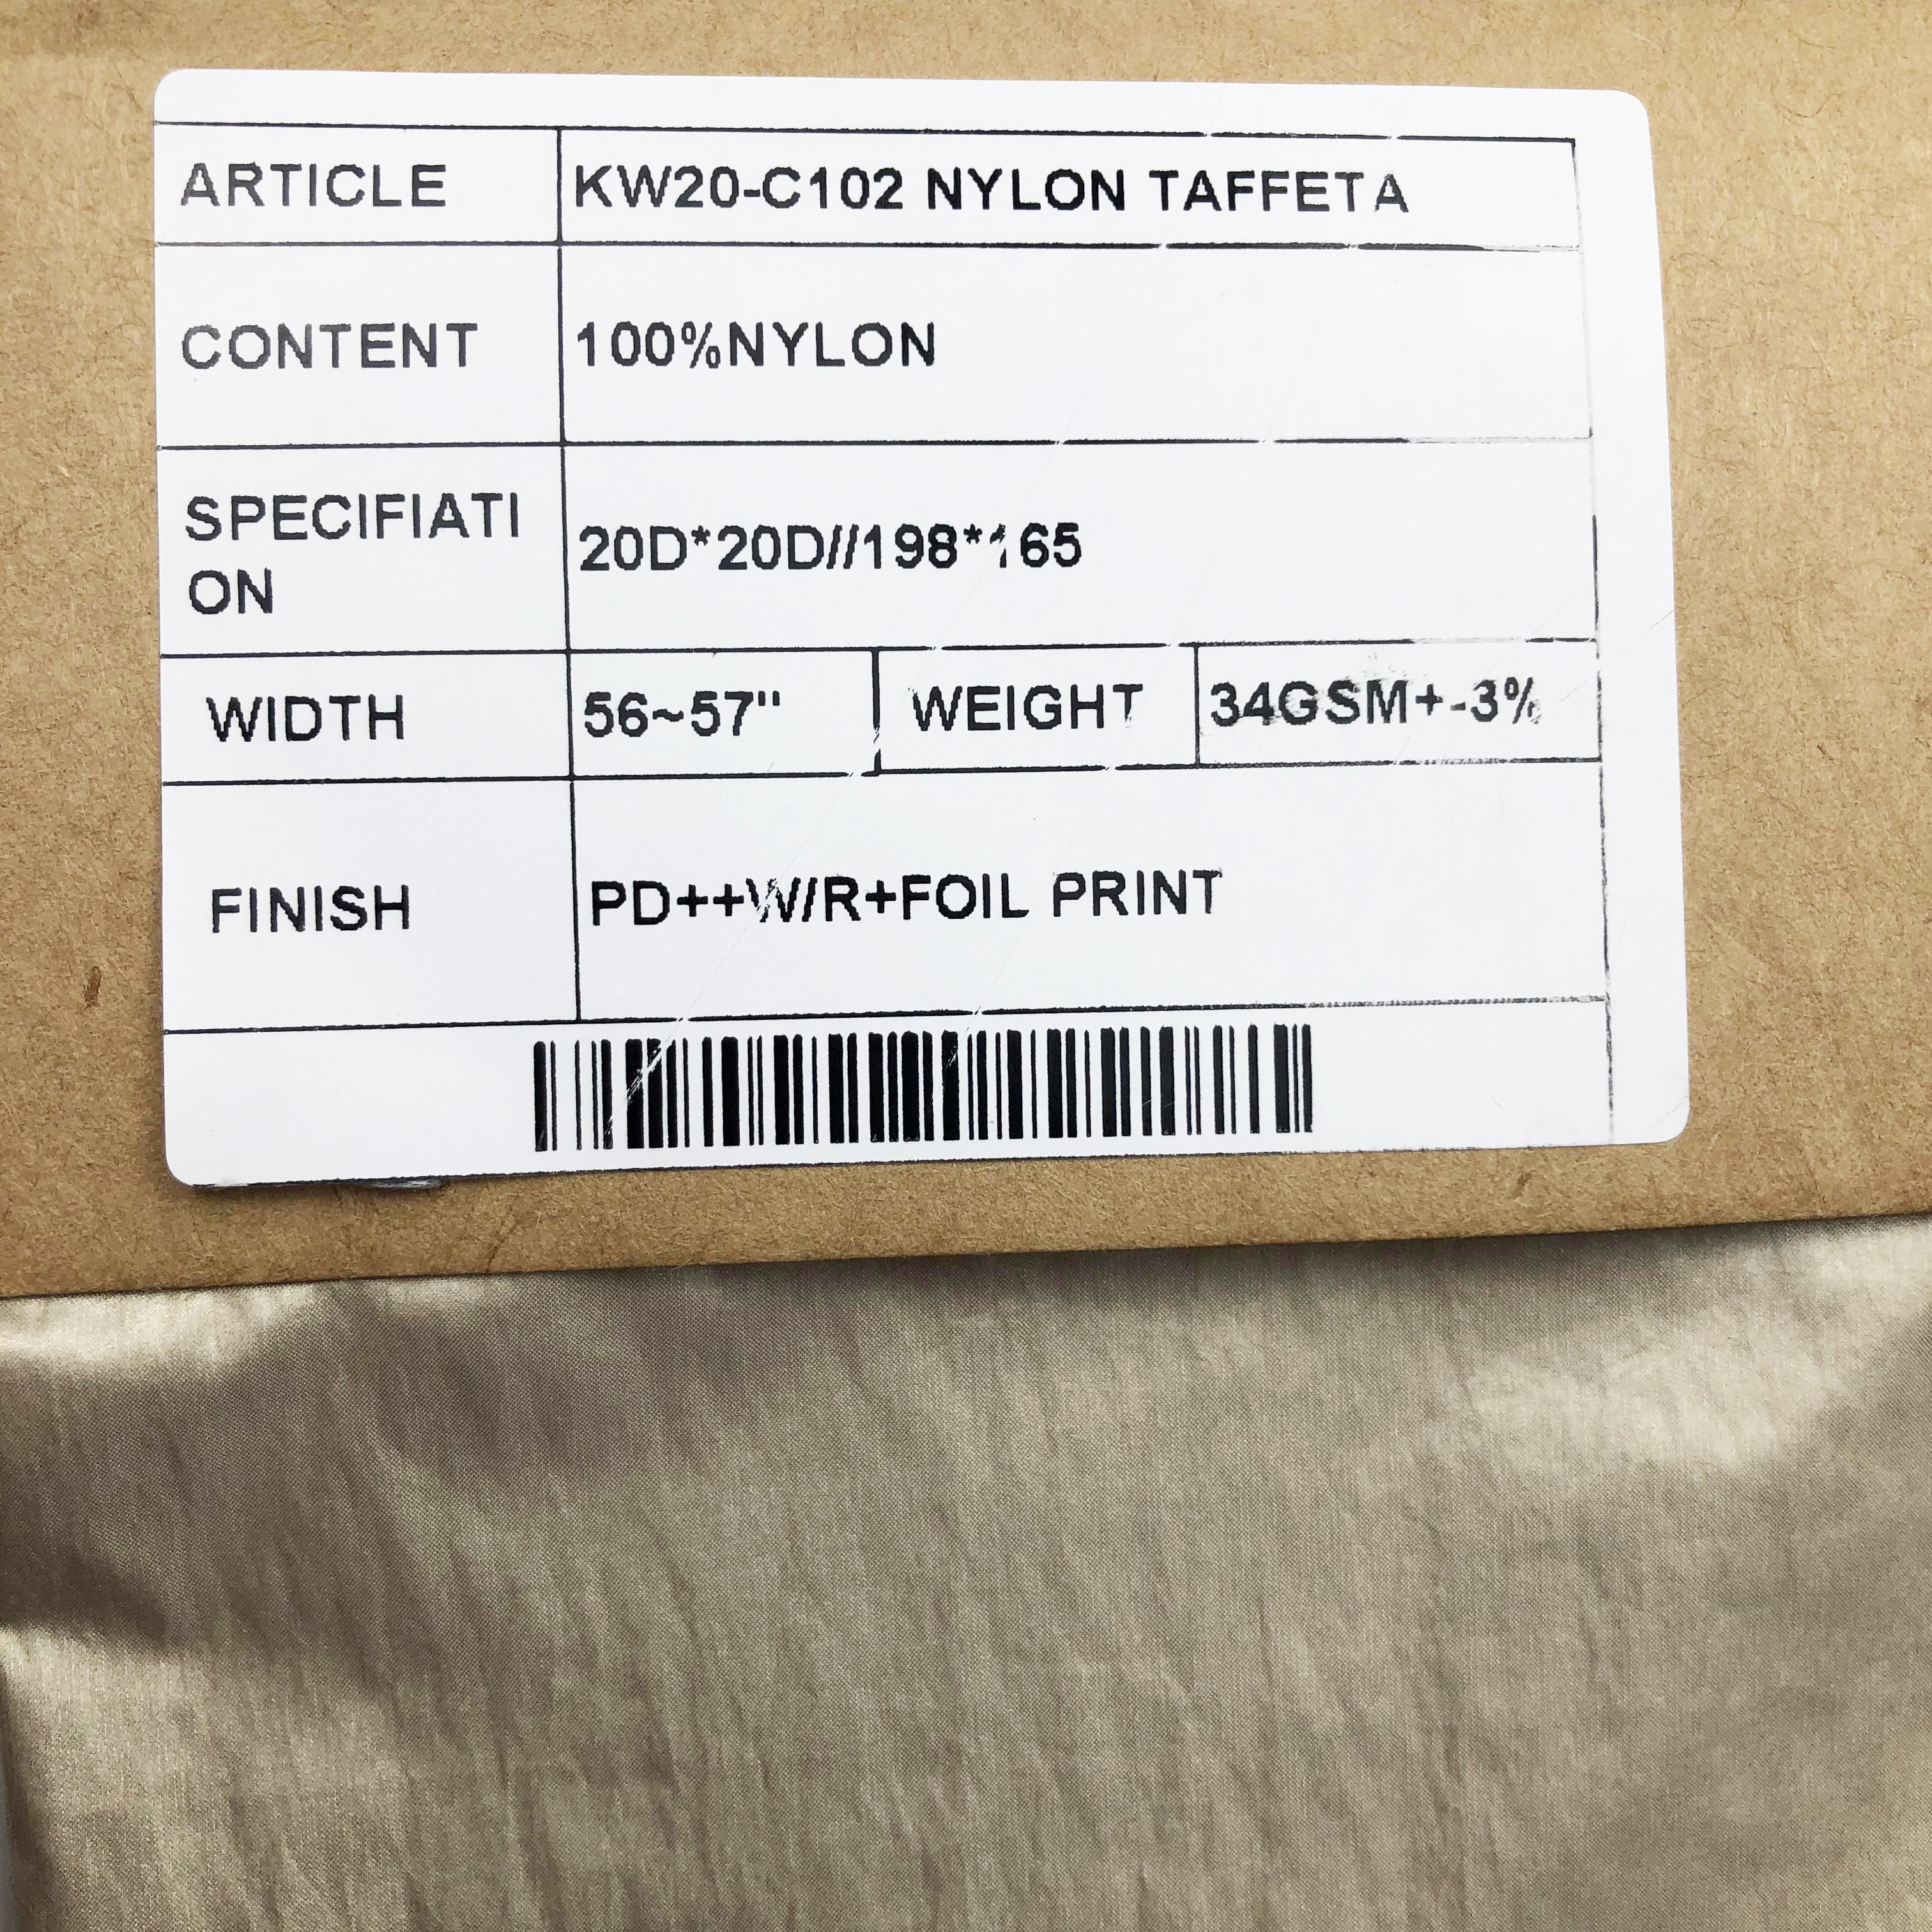 ARTICLE KW20-C102 NYLON TAFFETA
CONTENT 100%NYLON
SPECIFIATI
ON
20D*20D//198*165
WIDTH 56~57" WEIGHT 34GSM+-3%
FINISH PD++W/R+FOIL PRINT